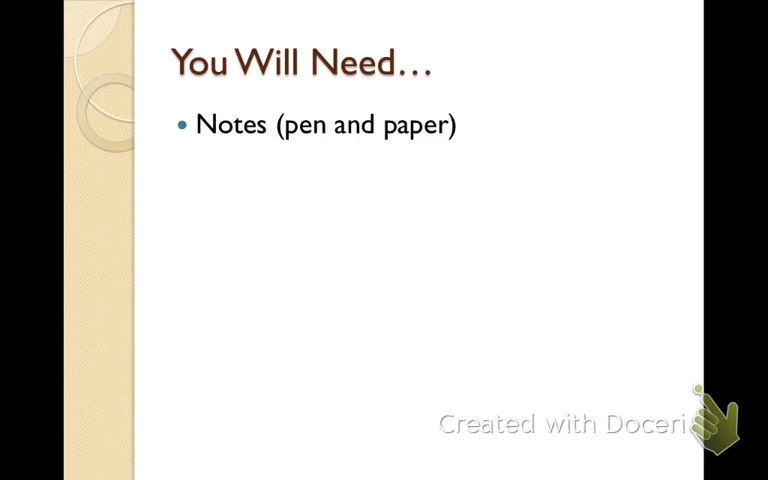 You Will Need…
• Notes (pen and paper)
Created with Doceri